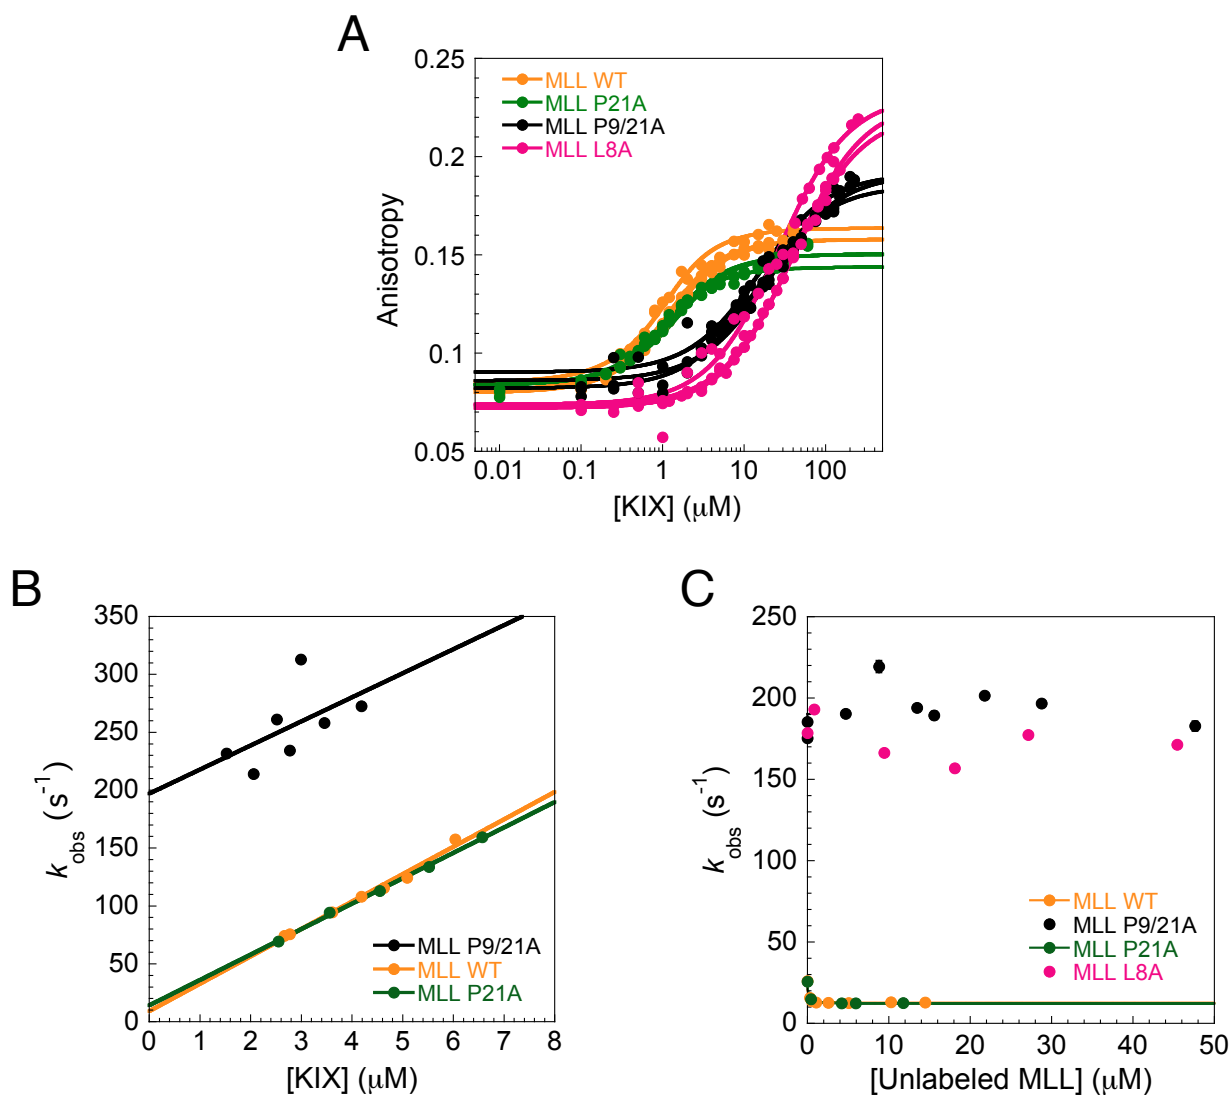 A
0.25
0.2
0.15
0.1
0.05
Anisotropy
MLL WT
MLL P21A
MLL P9/21A
MLL L8A
0.01 0.1 1 10 100
[KIX] (μM)
B
350
300
250
200
150
100
50
0
kobs (s⁻¹)
MLL P9/21A
MLL WT
MLL P21A
0 1 2 3 4 5 6 7 8
[KIX] (μM)
C
250
200
150
100
50
0
kobs (s⁻¹)
MLL WT
MLL P9/21A
MLL P21A
MLL L8A
0 10 20 30 40 50
[Unlabeled MLL] (μM)